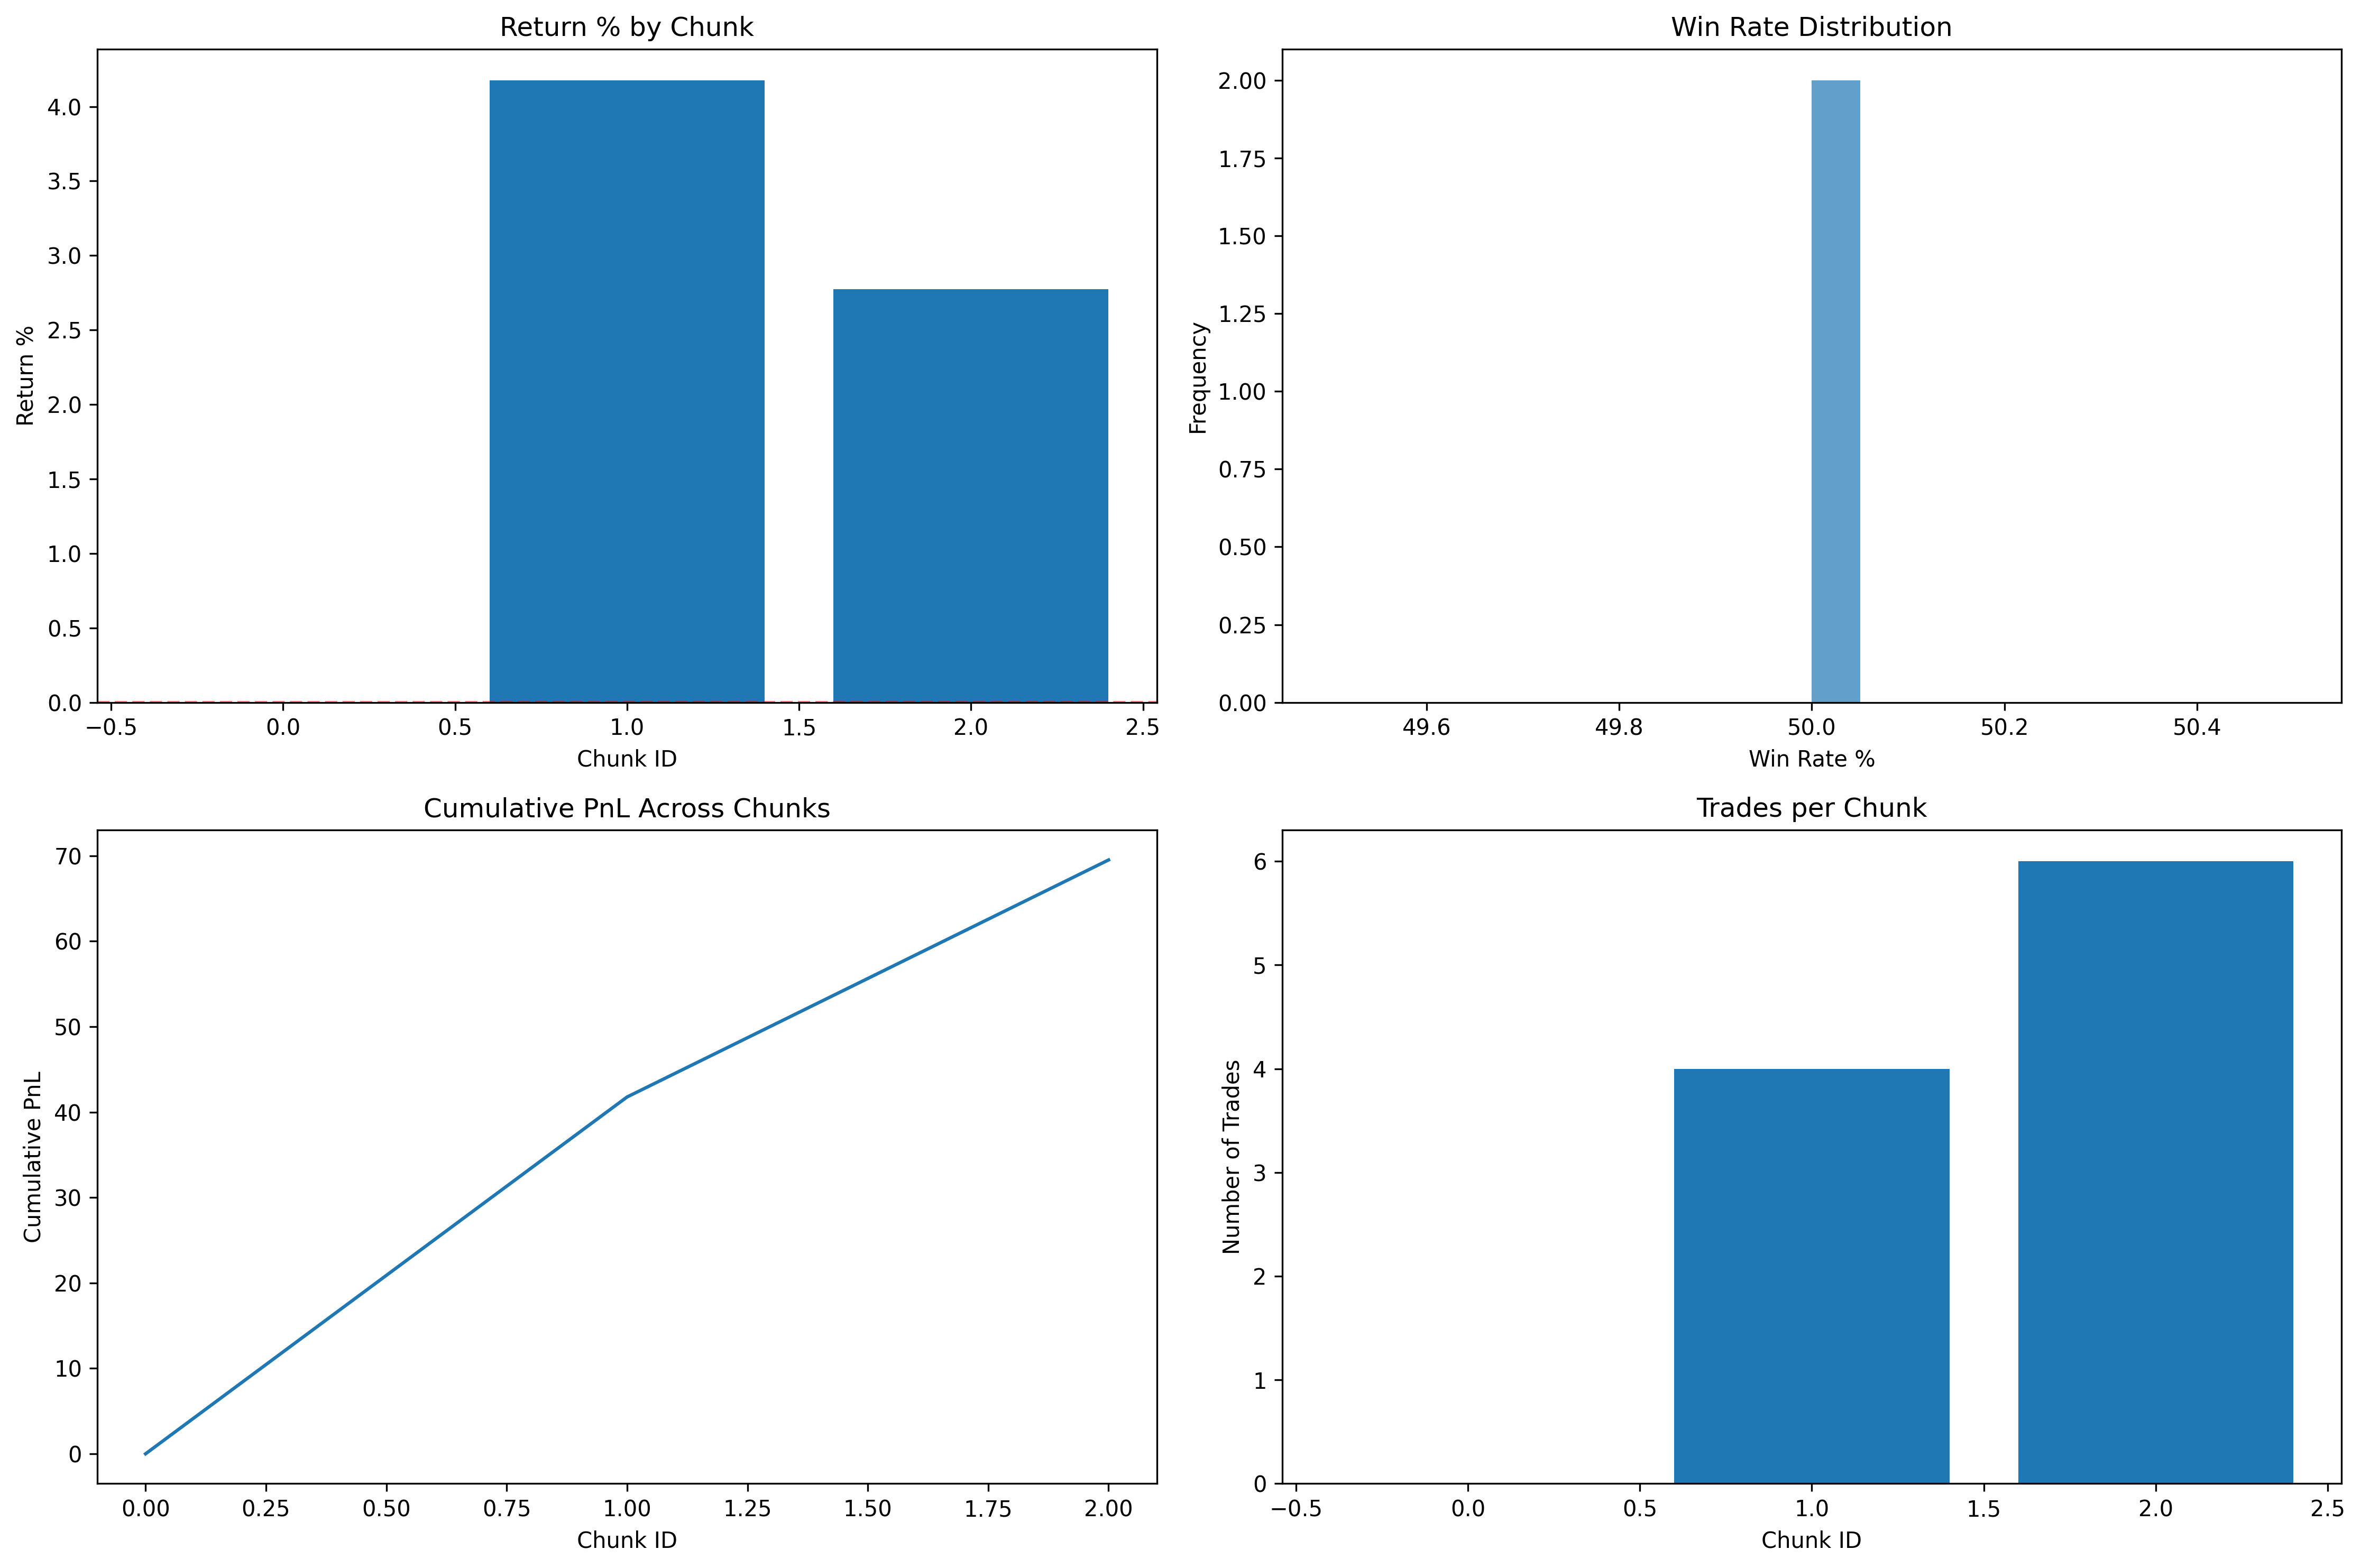 Return % by Chunk
Return %
4.0
3.5
3.0
2.5
2.0
1.5
1.0
0.5
0.0
−0.5 0.0 0.5 1.0 1.5 2.0 2.5
Chunk ID
Win Rate Distribution
Frequency
2.00
1.75
1.50
1.25
1.00
0.75
0.50
0.25
0.00
49.6 49.8 50.0 50.2 50.4
Win Rate %
Cumulative PnL Across Chunks
Cumulative PnL
70
60
50
40
30
20
10
0
0.00 0.25 0.50 0.75 1.00 1.25 1.50 1.75 2.00
Chunk ID
Trades per Chunk
Number of Trades
6
5
4
3
2
1
0
−0.5 0.0 0.5 1.0 1.5 2.0 2.5
Chunk ID